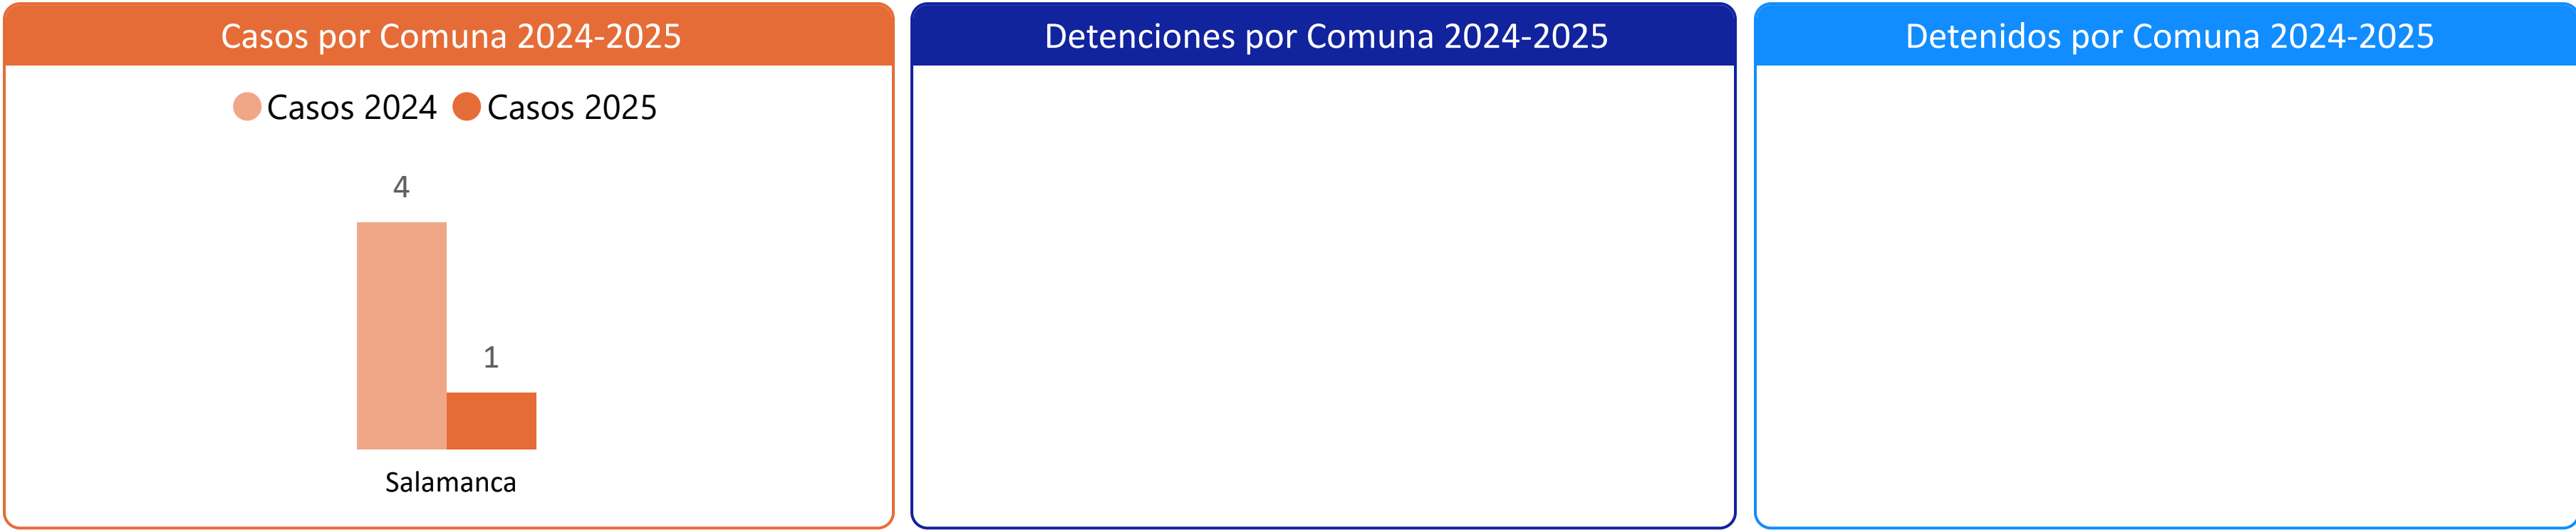 Casos por Comuna 2024-2025
Casos 2024 Casos 2025
4
1
Salamanca
Detenciones por Comuna 2024-2025
Detenidos por Comuna 2024-2025